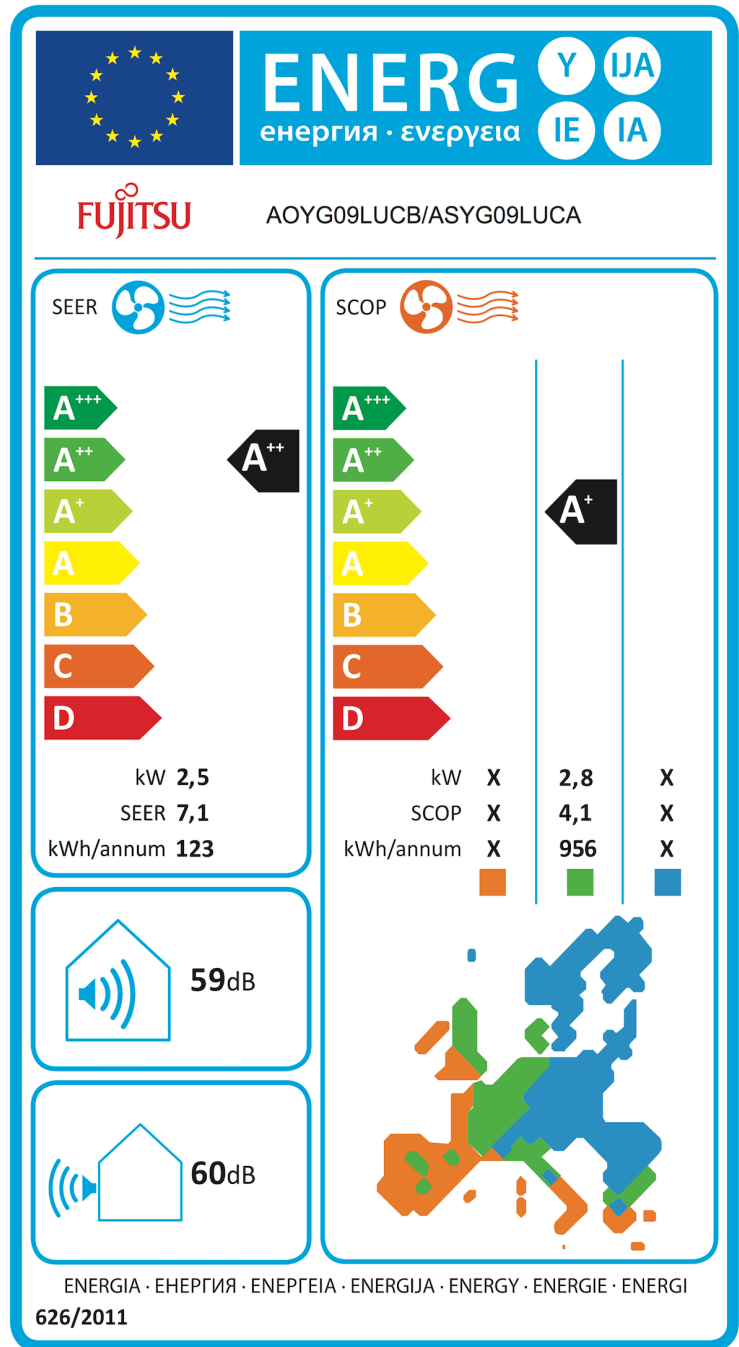 ENERG
енергия · ενεργεια
Y IJA
IE IA
FUJITSU
AOYG09LUCB/ASYG09LUCA
SEER
A+++
A++
A+
A
B
C
D
A++
kW 2,5
SEER 7,1
kWh/annum 123
SCOP
A+++
A++
A+
A
B
C
D
A+
kW X 2,8 X
SCOP X 4,1 X
kWh/annum X 956 X
59dB
60dB
ENERGIA · ЕНЕРГИЯ · ΕΝΕΡΓΕΙΑ · ENERGIJA · ENERGY · ENERGIE · ENERGI
626/2011